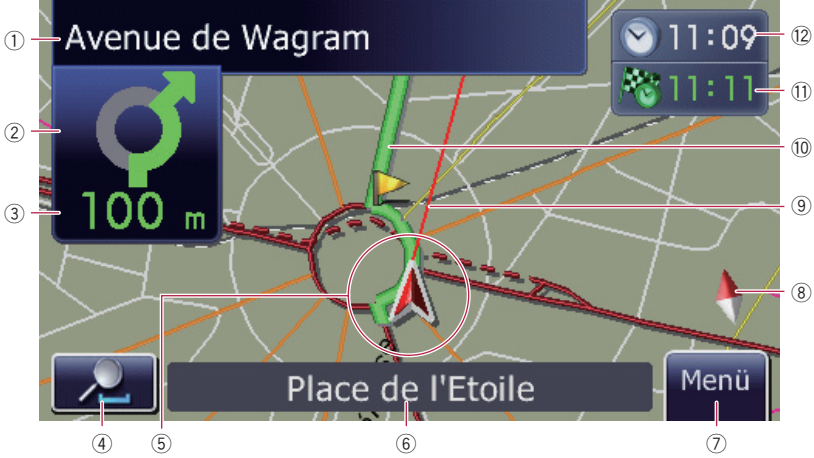 ① Avenue de Wagram
11:09 ⑫
11:11 ⑪
②
⑩
③ 100 m
⑨
⑧
Place de l'Etoile
Menü
④ ⑤ ⑥ ⑦